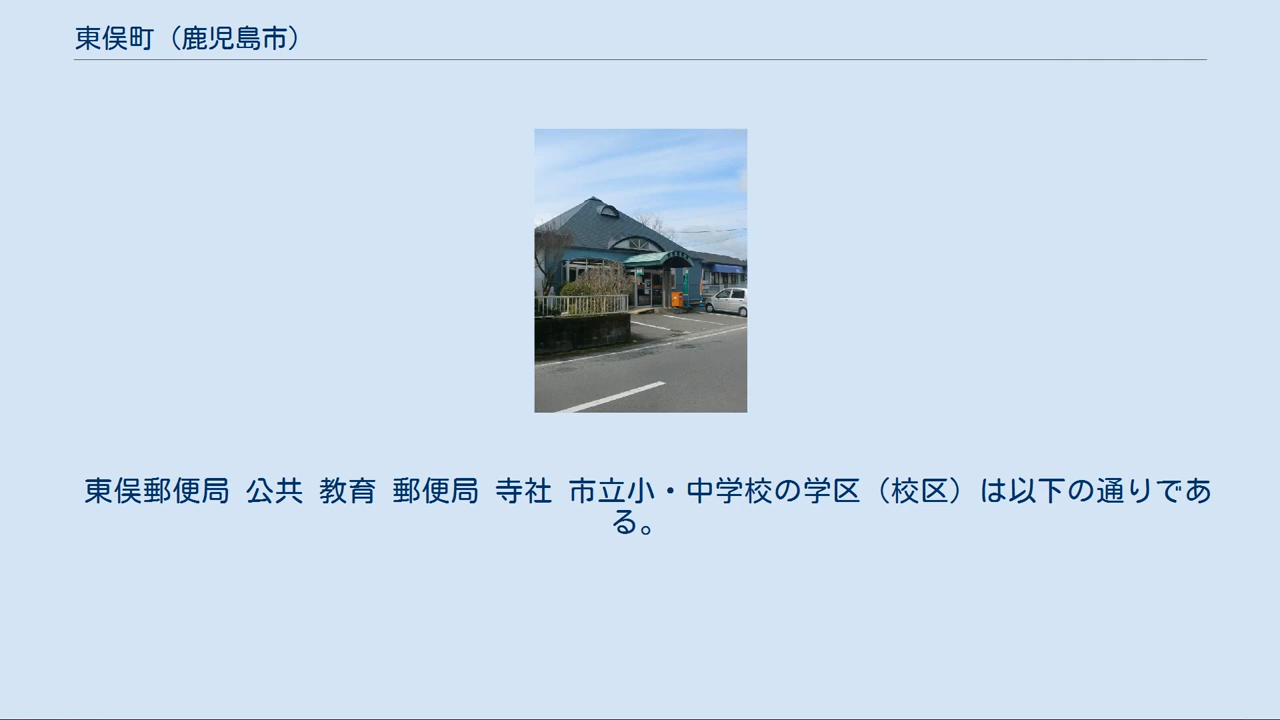 東俣町（鹿児島市）
東俣郵便局 公共 教育 郵便局 寺社 市立小・中学校の学区（校区）は以下の通りであ
る。